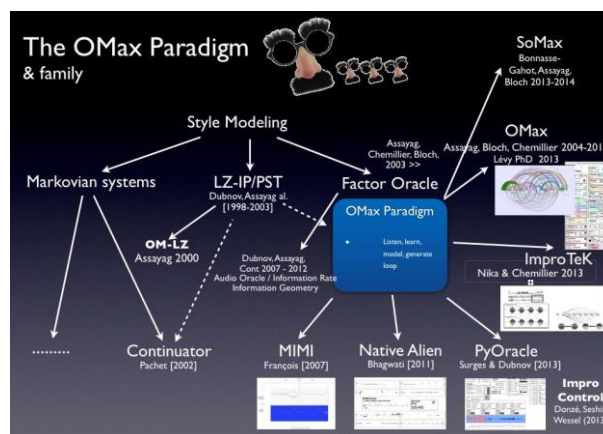 The OMax Paradigm
& family
SoMax
Bonnasse-
Gahot, Assayag,
Bloch 2013-2014
Style Modeling
Assayag,
Chemillier, Bloch,
2003 >>
OMax
Assayag, Bloch, Chemillier 2004-201
Lévy PhD 2013
Markovian systems
LZ-IP/PST
Dubnov, Assayag al.
[1998-2003]
Factor Oracle
OMax Paradigm
• Listen, learn,
model, generate
loop
OM-LZ
Assayag 2000
Dubnov, Assayag,
Cont 2007 - 2012
Audio Oracle / Information Rate
Information Geometry
ImproTeK
Nika & Chemillier 2013
.........
Continuator
Pachet [2002]
MIMI
François [2007]
Native Alien
Bhagwati [2011]
PyOracle
Surges & Dubnov [2013]
Impro
Control
Donzé, Seshi
Wessel (2013